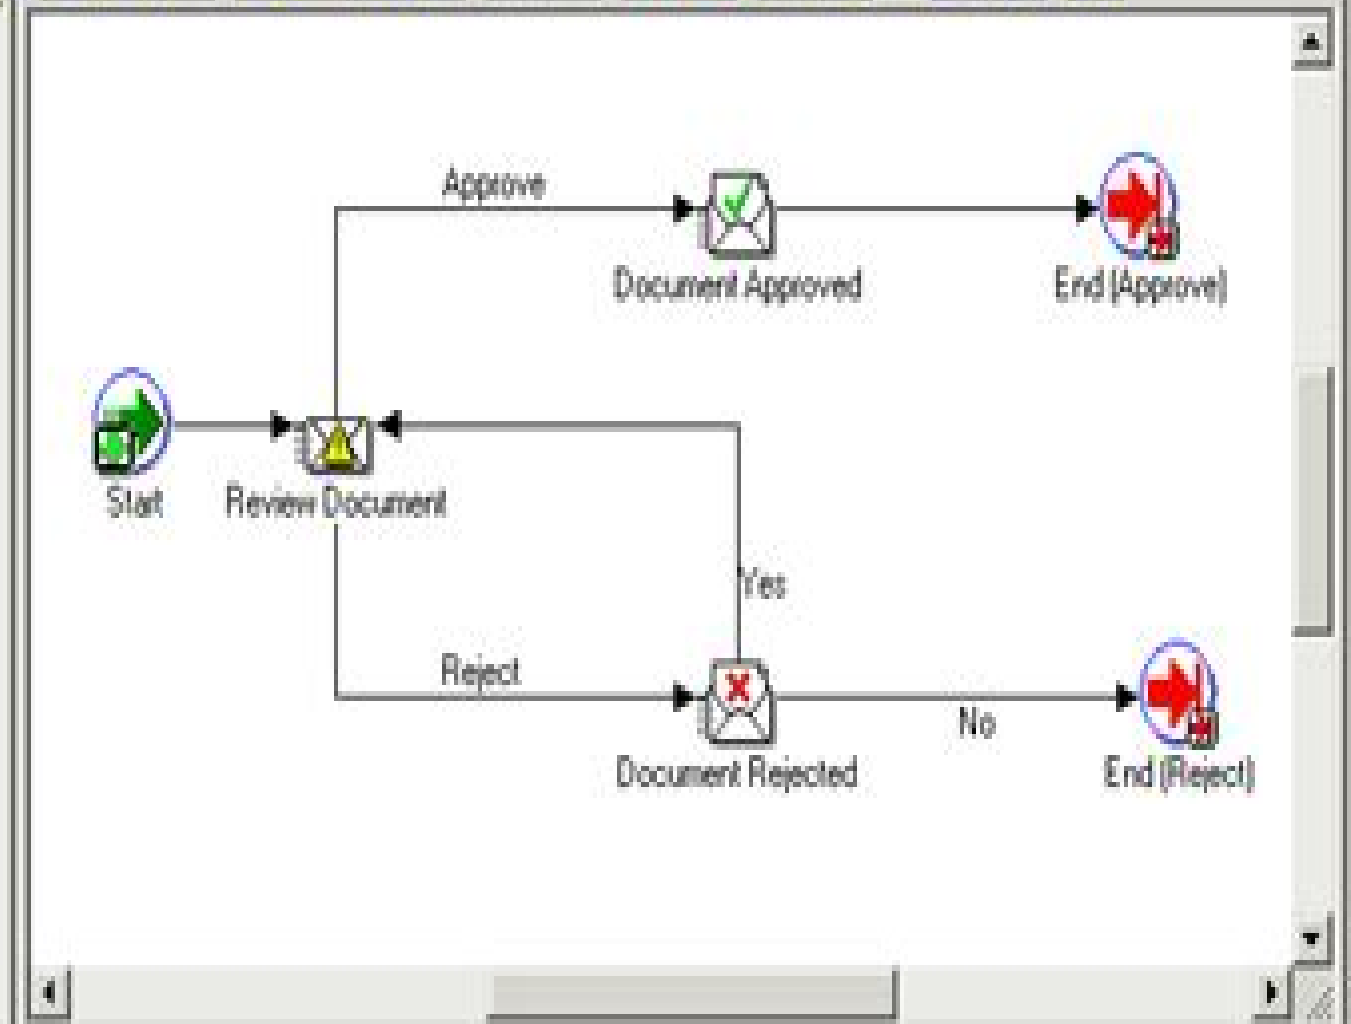 Approve
Document Approved
End (Approve)
Start
Review Document
Yes
Reject
No
Document Rejected
End (Reject)